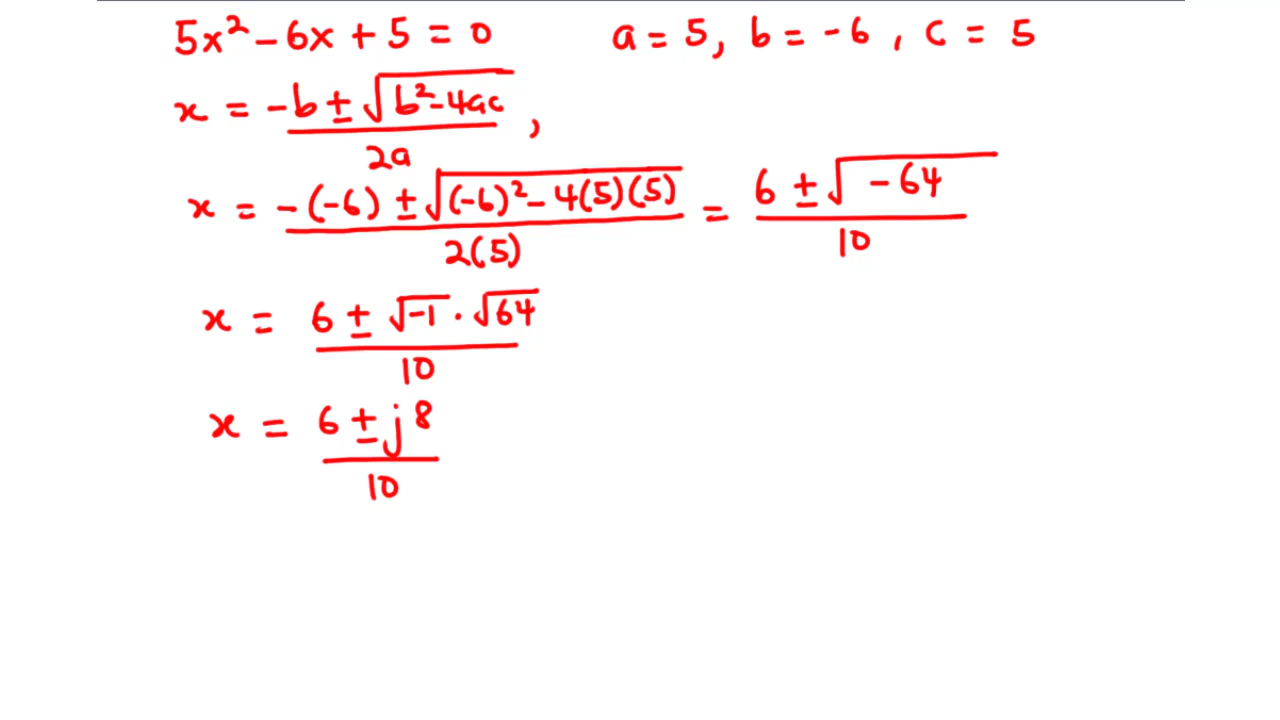 5x² - 6x + 5 = 0    a = 5, b = -6, c = 5
x = (-b ± √(b² - 4ac)) / 2a ,
x = (-(-6) ± √((-6)² - 4(5)(5))) / 2(5) = (6 ± √(-64)) / 10
x = (6 ± √-1 · √64) / 10
x = (6 ± j8) / 10